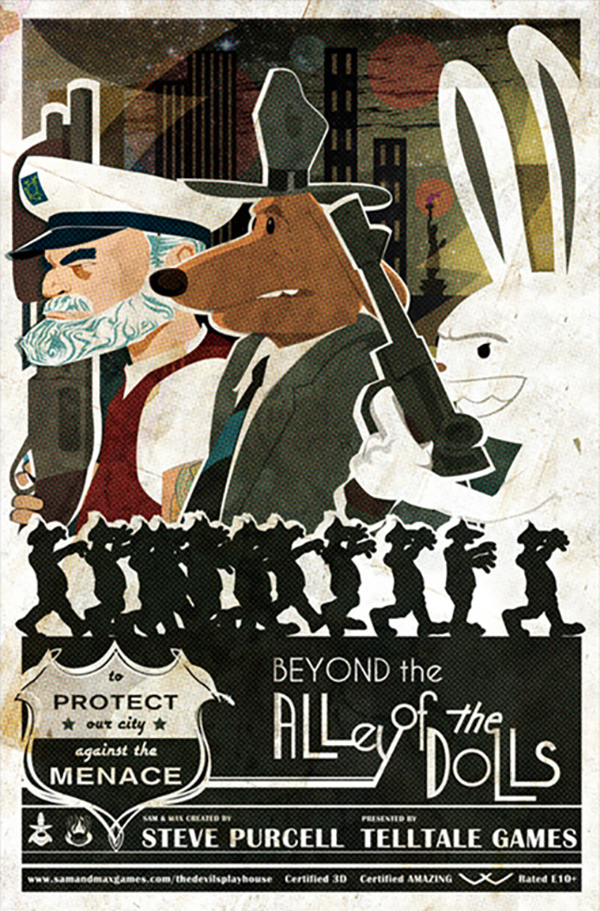 to
PROTECT
our city
against the
MENACE
BEYOND the
ALLey of the
DOLLS
SAM & MAX CREATED BY
STEVE PURCELL
PRESENTED BY
TELLTALE GAMES
www.samandmaxgames.com/thedevilsplayhouse Certified 3D Certified AMAZING Rated E10+